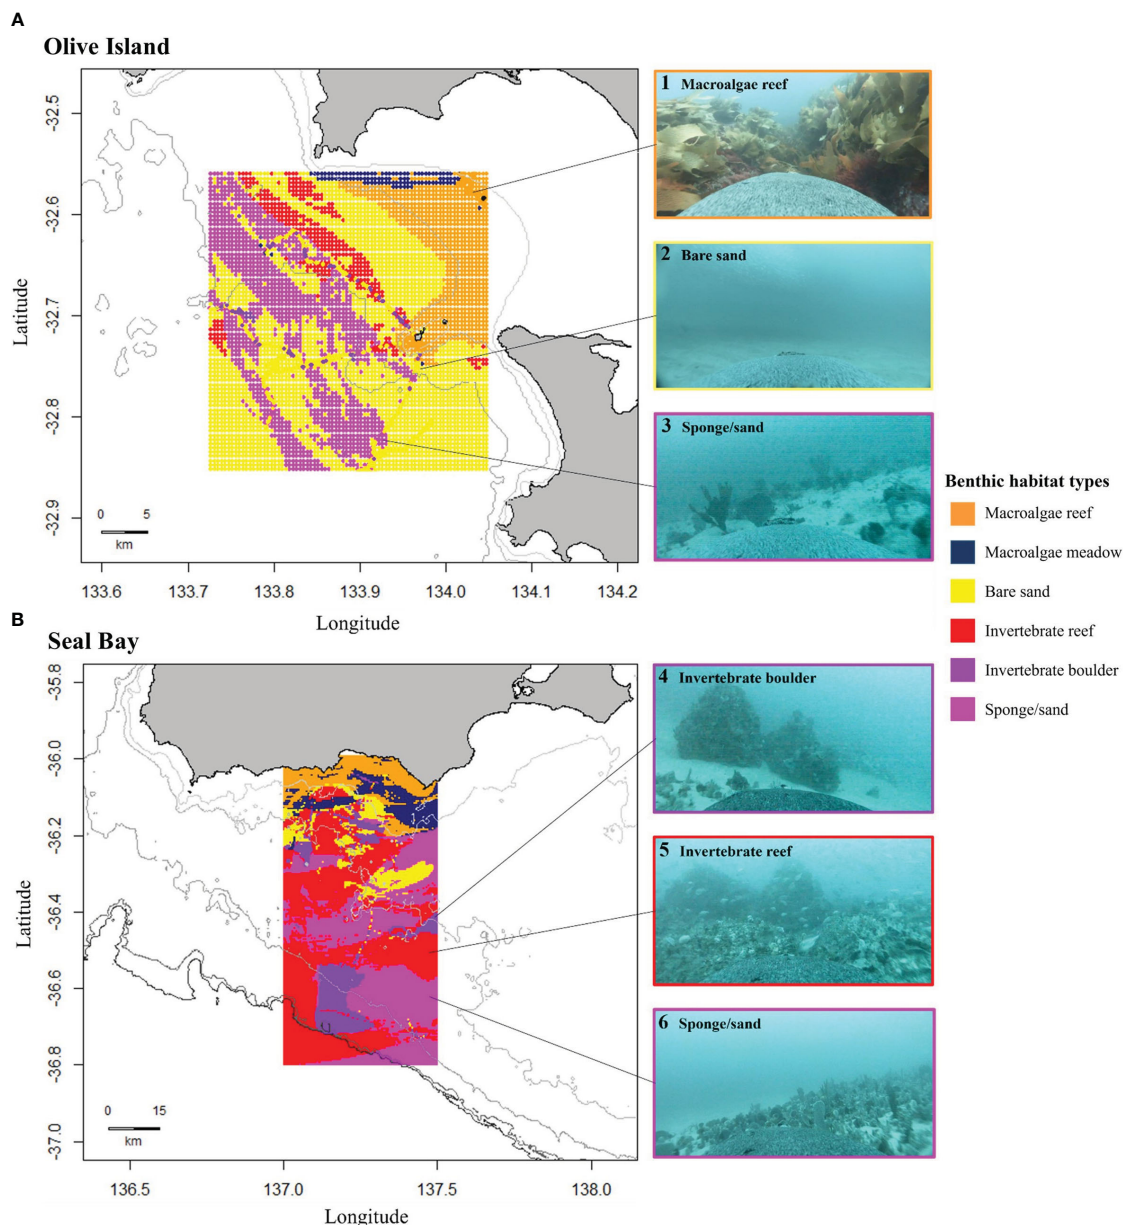 A
Olive Island
-32.5
-32.6
-32.7
-32.8
-32.9
Latitude
0 5
km
133.6 133.7 133.8 133.9 134.0 134.1 134.2
Longitude
1 Macroalgae reef
2 Bare sand
3 Sponge/sand
Benthic habitat types
Macroalgae reef
Macroalgae meadow
Bare sand
Invertebrate reef
Invertebrate boulder
Sponge/sand
B
Seal Bay
-35.8
-36.0
-36.2
-36.4
-36.6
-36.8
-37.0
Latitude
0 15
km
136.5 137.0 137.5 138.0
Longitude
4 Invertebrate boulder
5 Invertebrate reef
6 Sponge/sand